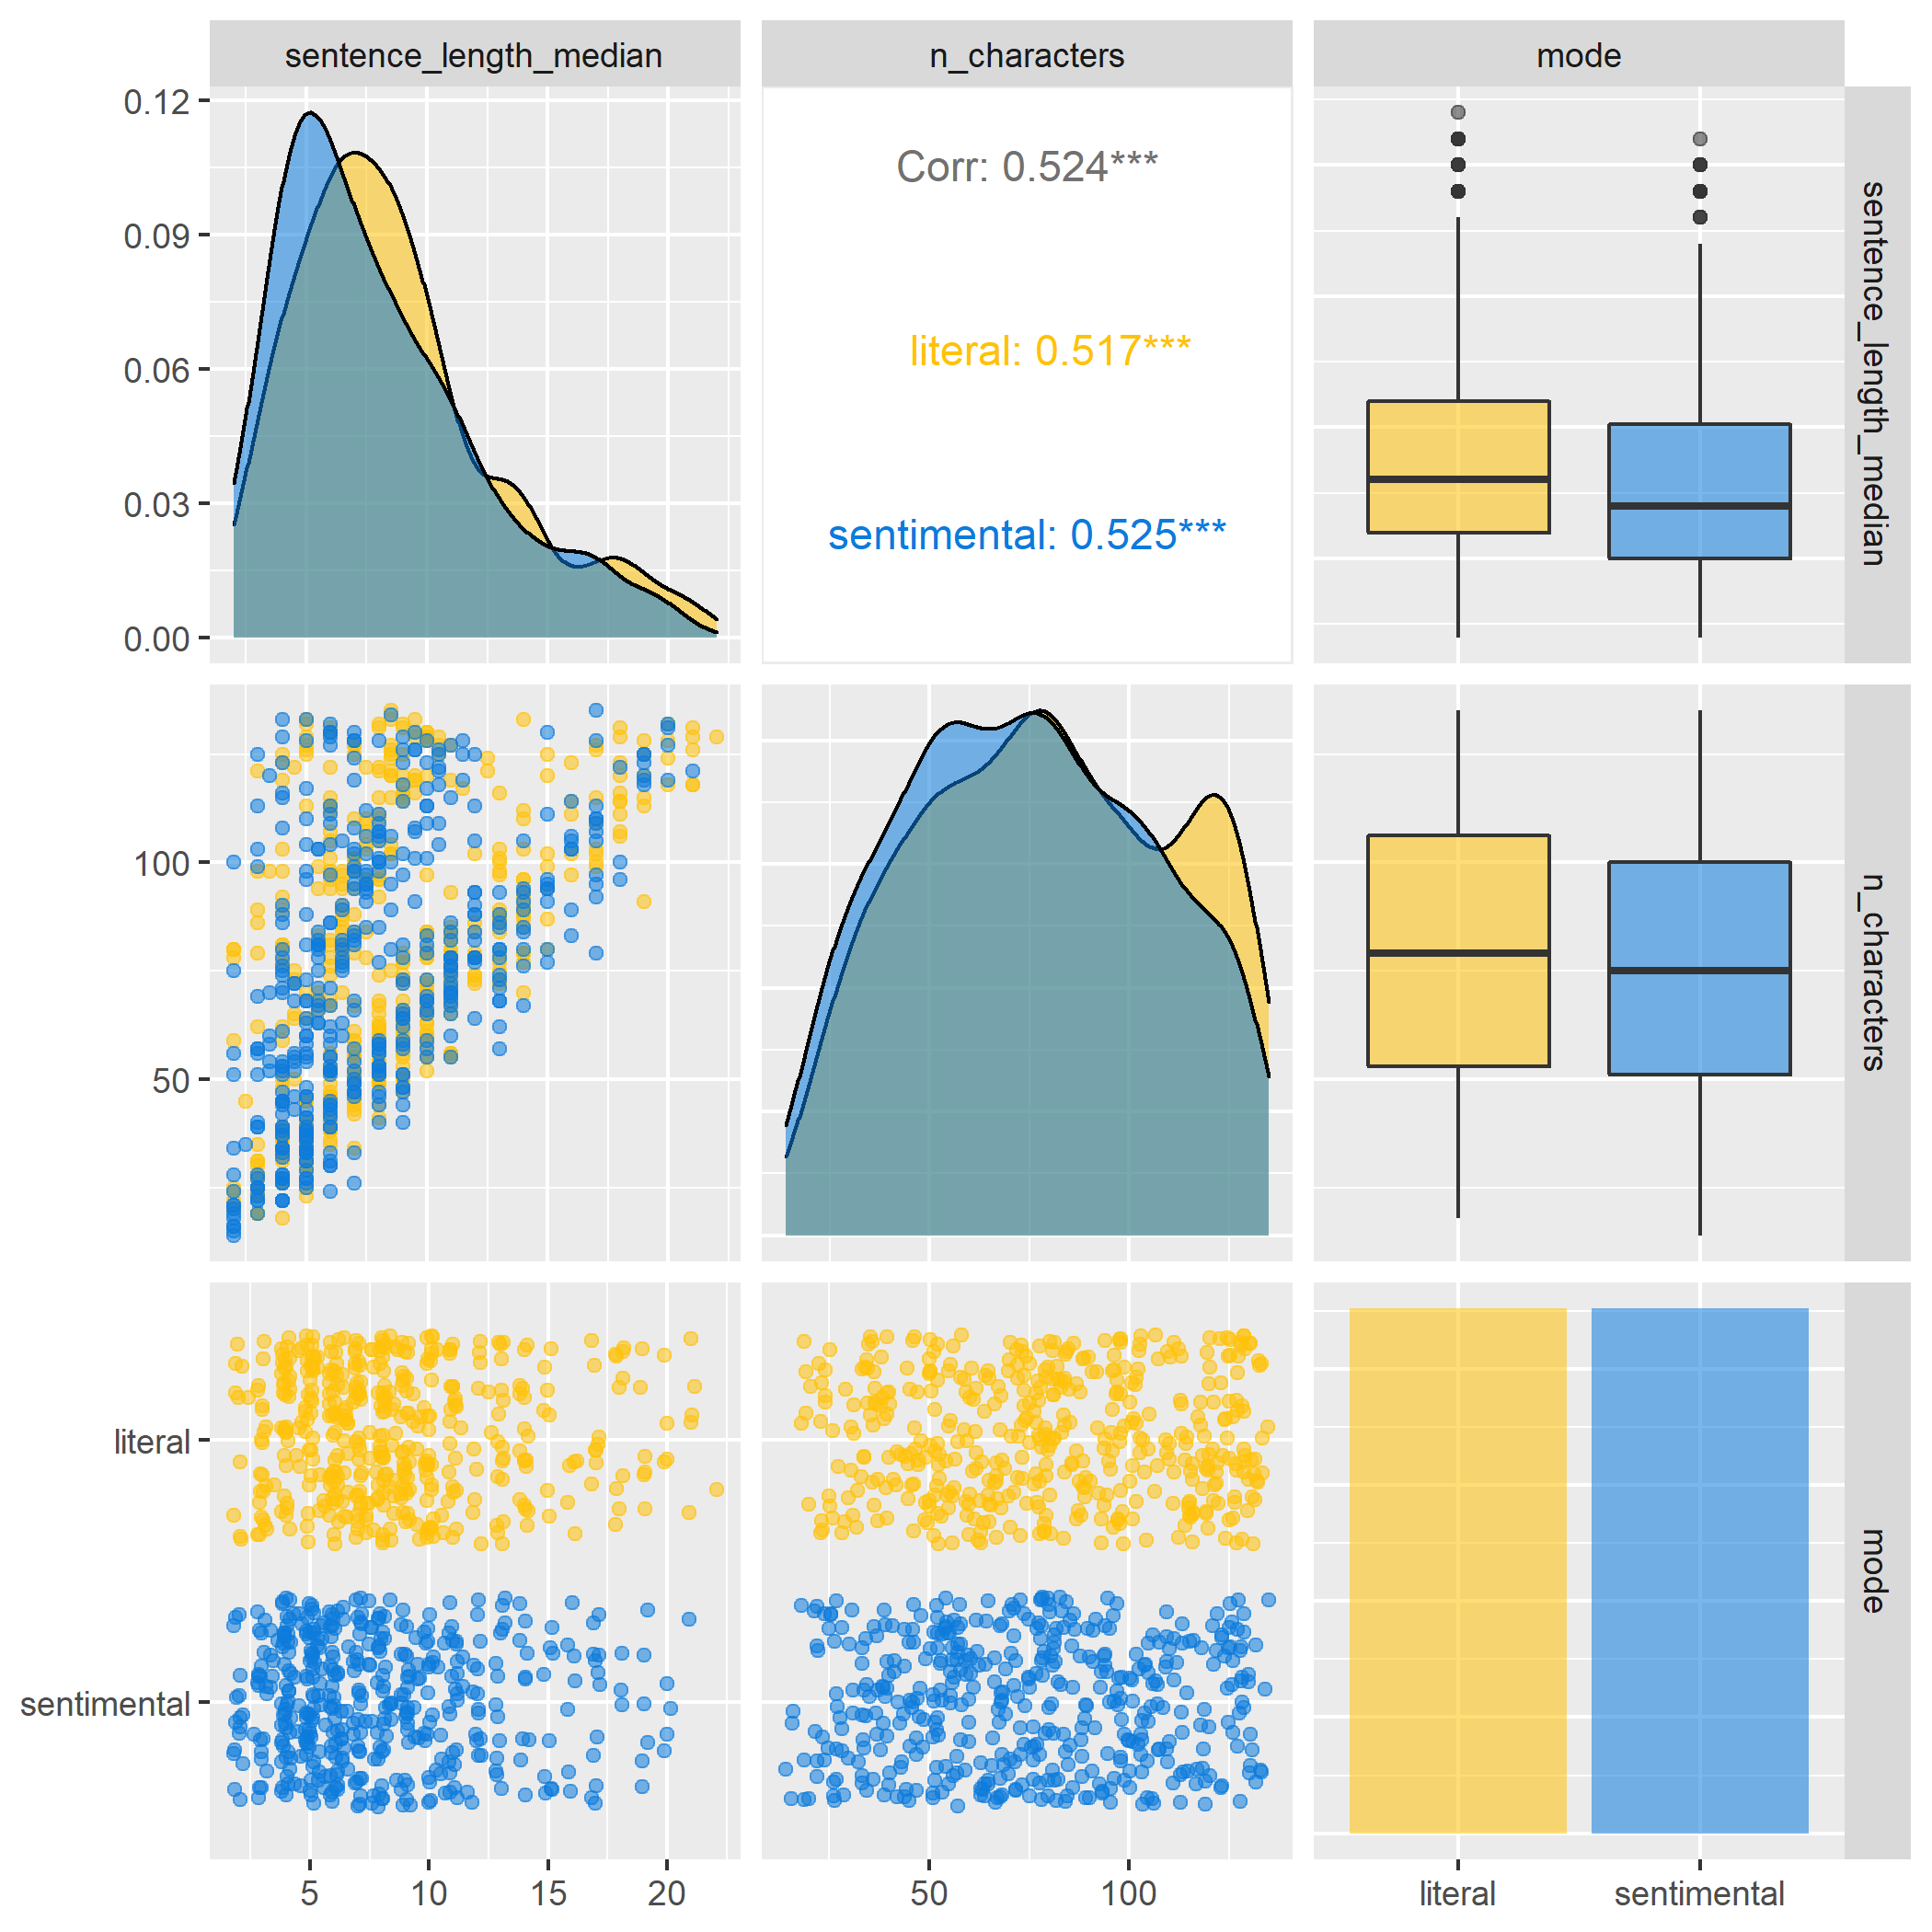 sentence_length_median
n_characters
mode
0.12
0.09
0.06
0.03
0.00
Corr: 0.524***
literal: 0.517***
sentimental: 0.525***
sentence_length_median
100
50
n_characters
literal
sentimental
mode
5
10
15
20
50
100
literal
sentimental